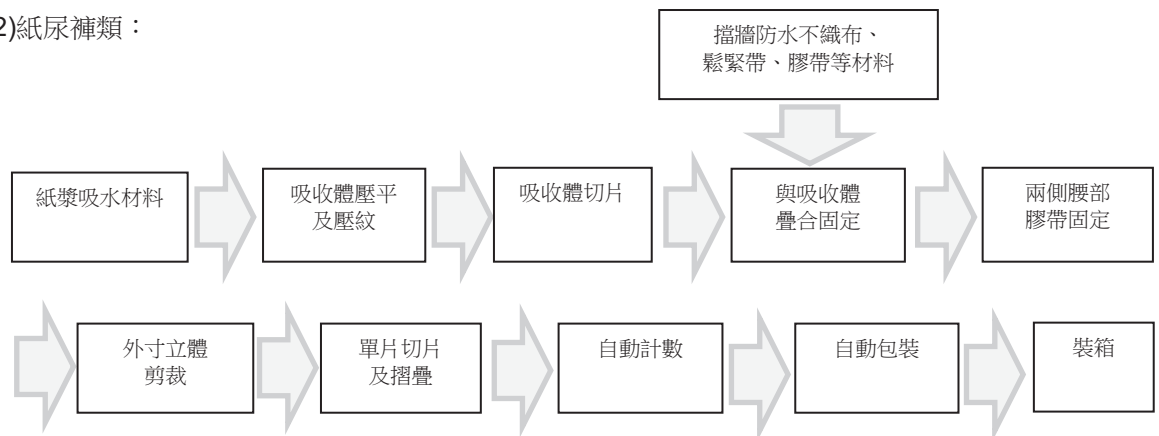 2)紙尿褲類：
擋牆防水不織布、
鬆緊帶、膠帶等材料
紙漿吸水材料
吸收體壓平
及壓紋
吸收體切片
與吸收體
疊合固定
兩側腰部
膠帶固定
外寸立體
剪裁
單片切片
及摺疊
自動計數
自動包裝
裝箱